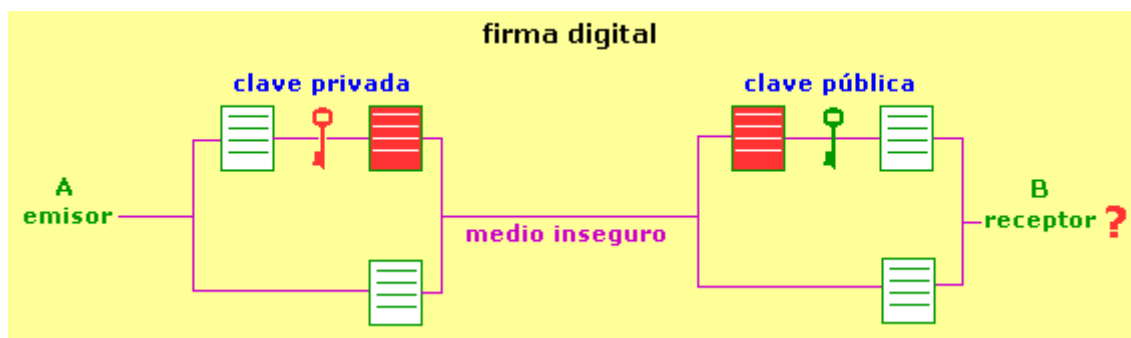 firma digital
clave privada
clave pública
A
emisor
medio inseguro
B
receptor ?